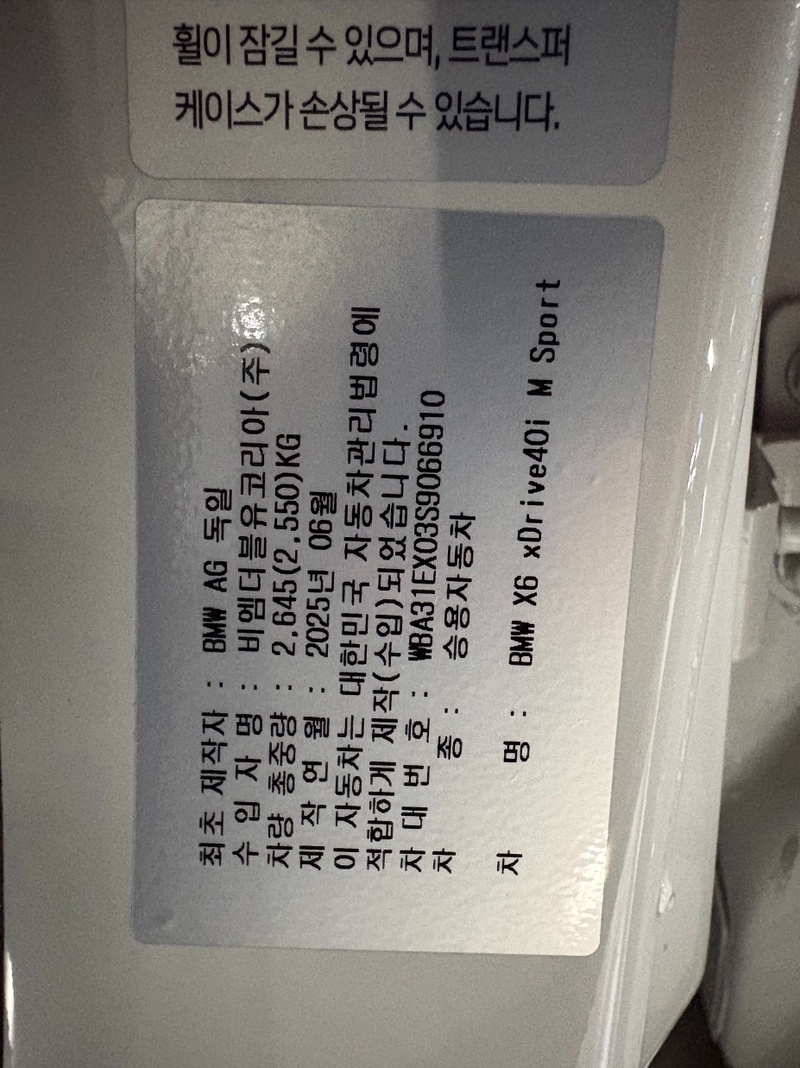 휠이 잠길 수 있으며, 트랜스퍼
케이스가 손상될 수 있습니다.
최초 제작자 : BMW AG 독일
수 입 자 명 : 비엠더블유코리아(주)
차량 총중량 : 2,645(2,550)KG
제 작 연 월 : 2025년 06월
이 자동차는 대한민국 자동차관리법령에
적합하게 제작(수입)되었습니다.
차 대 번 호 : WBA31EX03S9066910
차 종 : 승용자동차
차 명 : BMW X6 xDrive40i M Sport